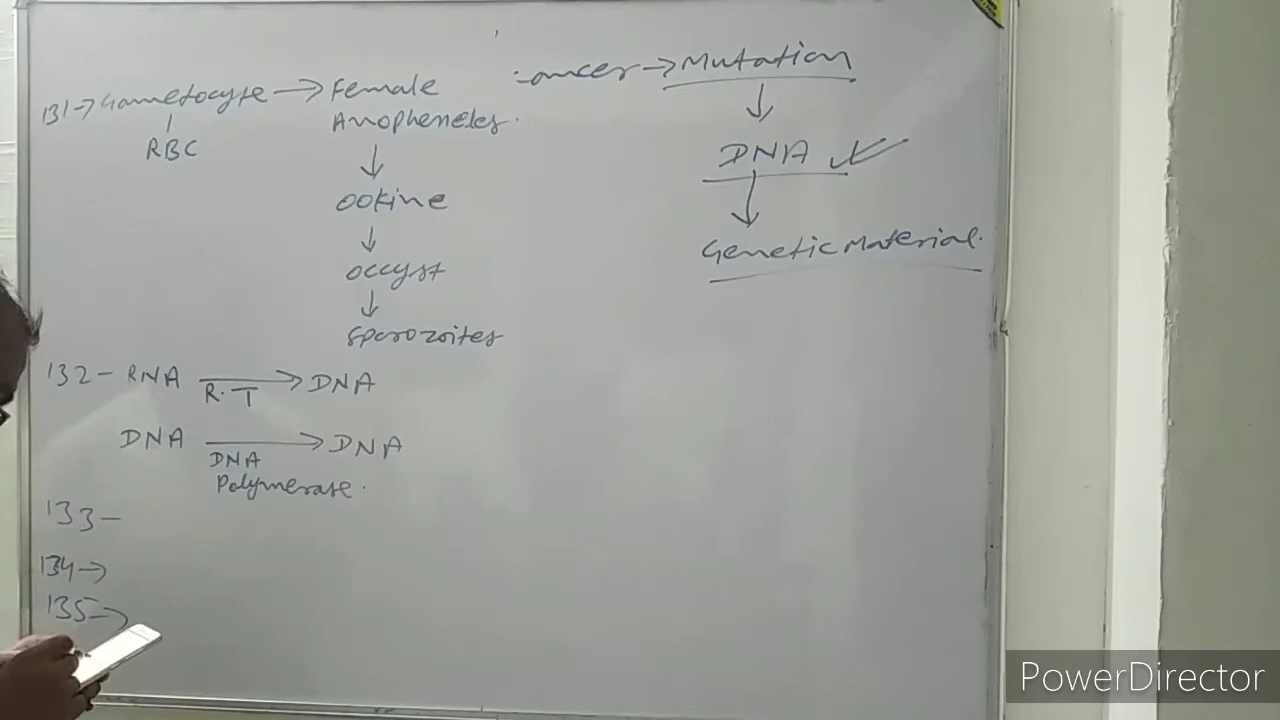 131→ Gametocyte → Female
Anopheneles.
RBC
↓
Ookine
↓
Occyst
↓
Sporozoites
132- RNA → DNA
R.T
DNA → DNA
DNA
Polymerase.
133-
134→
135→
→ Mutation
↓
DNA ✓
↓
Genetic Material.
PowerDirector